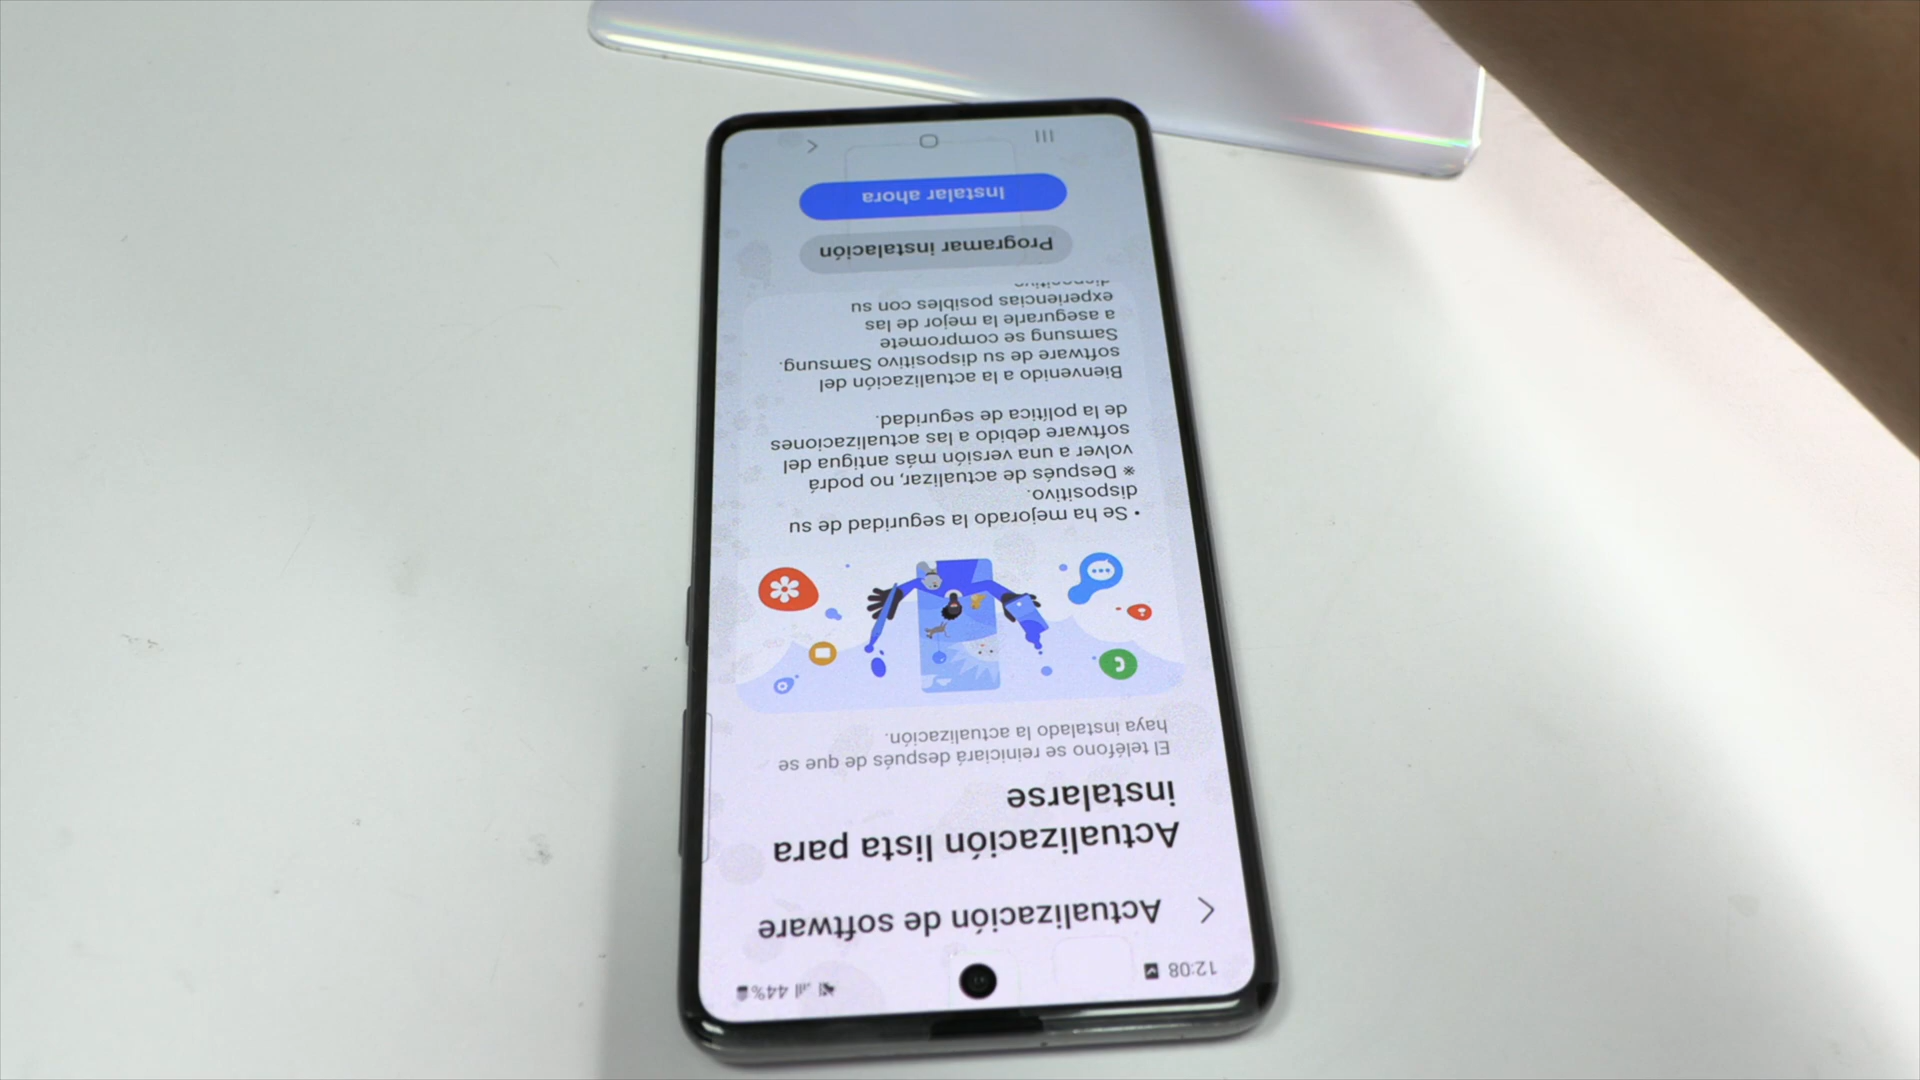 12:08
44%
Actualización de software
Actualización lista para
instalarse
El teléfono se reiniciará después de que se
haya instalado la actualización.
• Se ha mejorado la seguridad de su
dispositivo.
※ Después de actualizar, no podrá
volver a una versión más antigua del
software debido a las actualizaciones
de la política de seguridad.
Bienvenido a la actualización del
software de su dispositivo Samsung.
Samsung se compromete
a asegurarle la mejor de las
experiencias posibles con su
Programar instalación
Instalar ahora